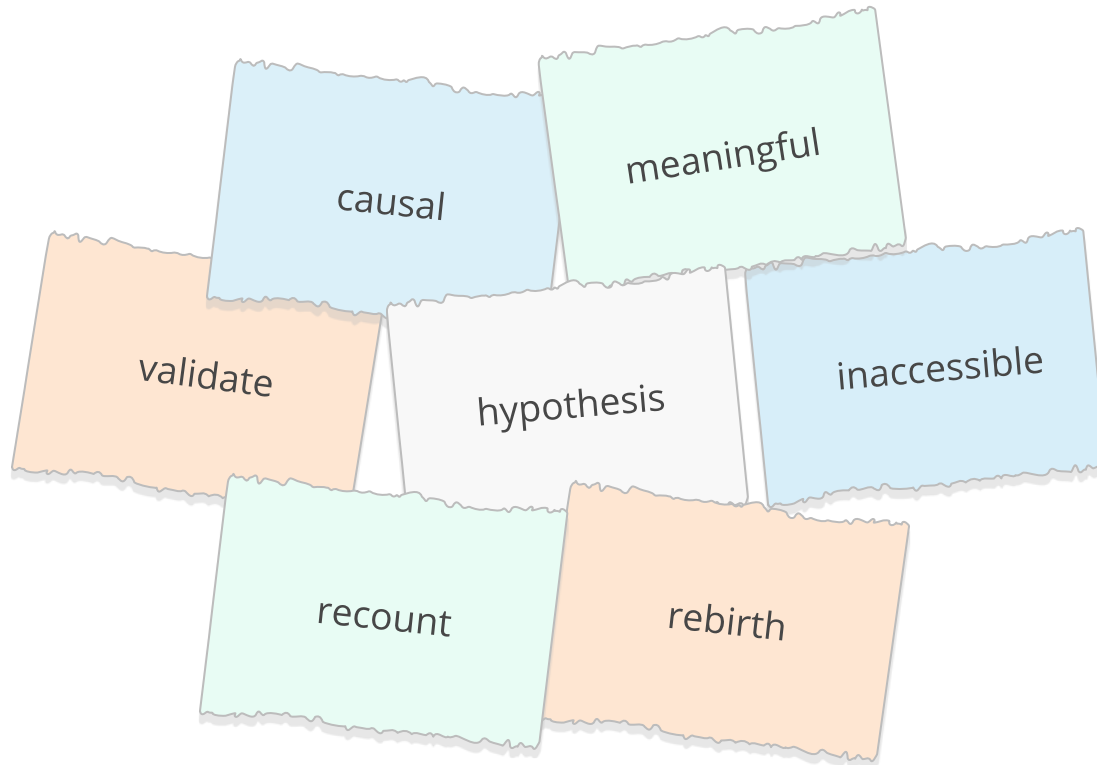 causal
meaningful
validate
hypothesis
inaccessible
recount
rebirth